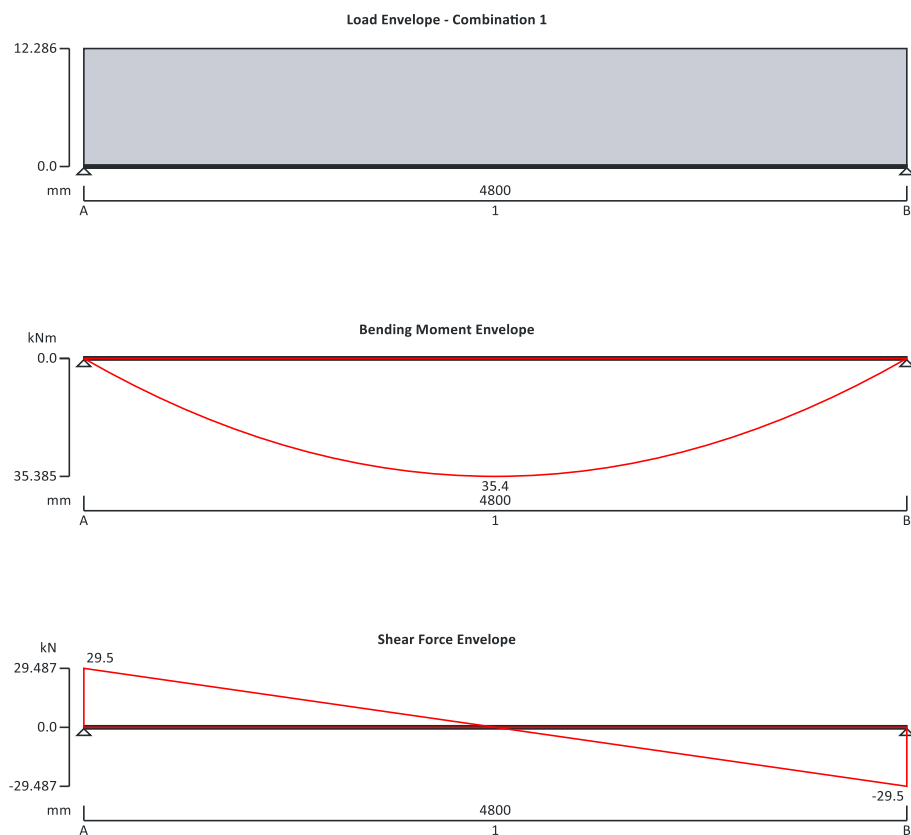 Load Envelope - Combination 1
12.286
0.0
mm 4800
A 1 B
Bending Moment Envelope
kNm
0.0
35.385
35.4
mm 4800
A 1 B
Shear Force Envelope
kN
29.5
29.487
0.0
-29.487
-29.5
mm 4800
A 1 B